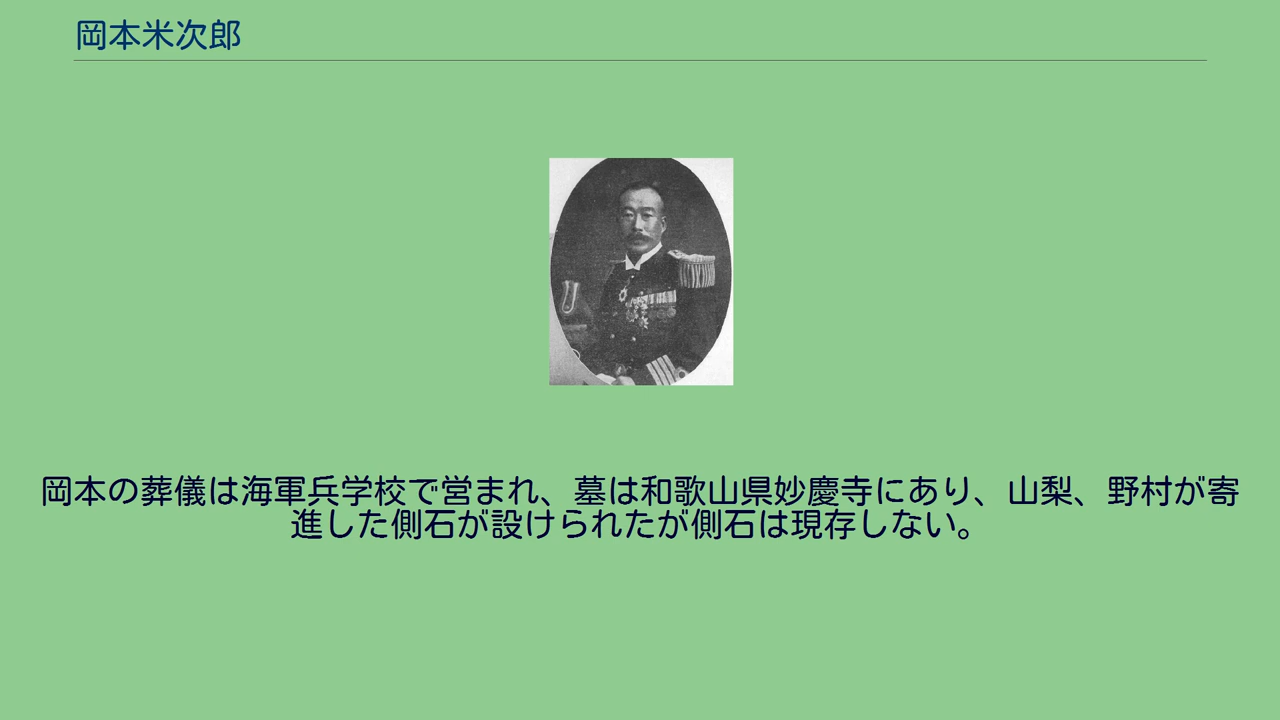 岡本米次郎
岡本の葬儀は海軍兵学校で営まれ、墓は和歌山県妙慶寺にあり、山梨、野村が寄
進した側石が設けられたが側石は現存しない。